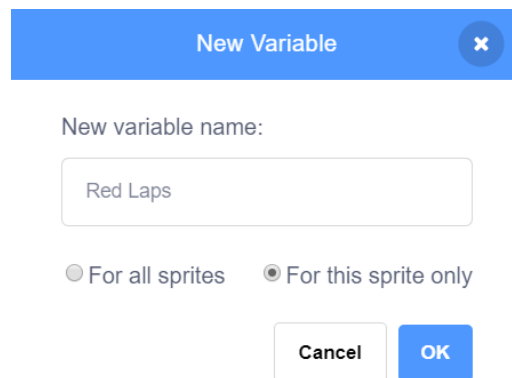 New Variable
New variable name:
Red Laps
For all sprites For this sprite only
Cancel OK